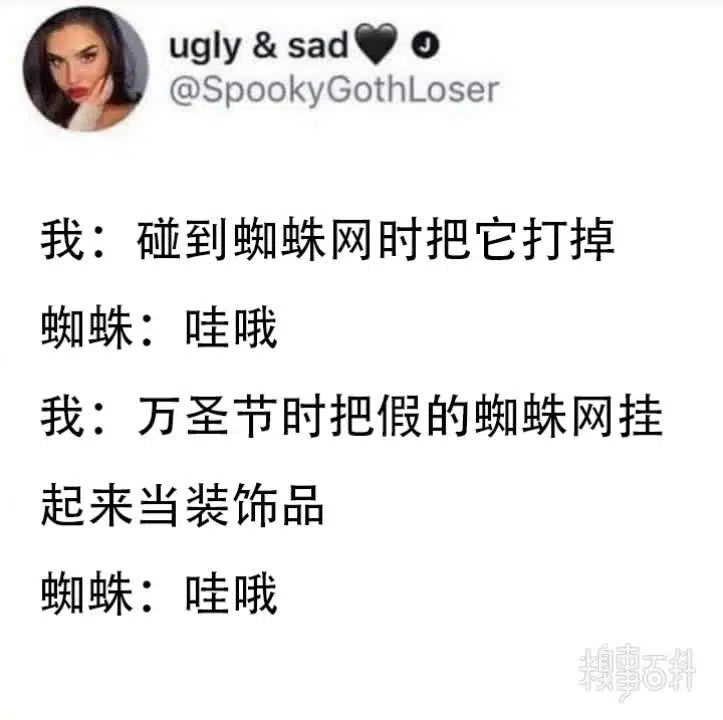 ugly & sad🖤 J
@SpookyGothLoser
我：碰到蜘蛛网时把它打掉
蜘蛛：哇哦
我：万圣节时把假的蜘蛛网挂
起来当装饰品
蜘蛛：哇哦
糗事百科